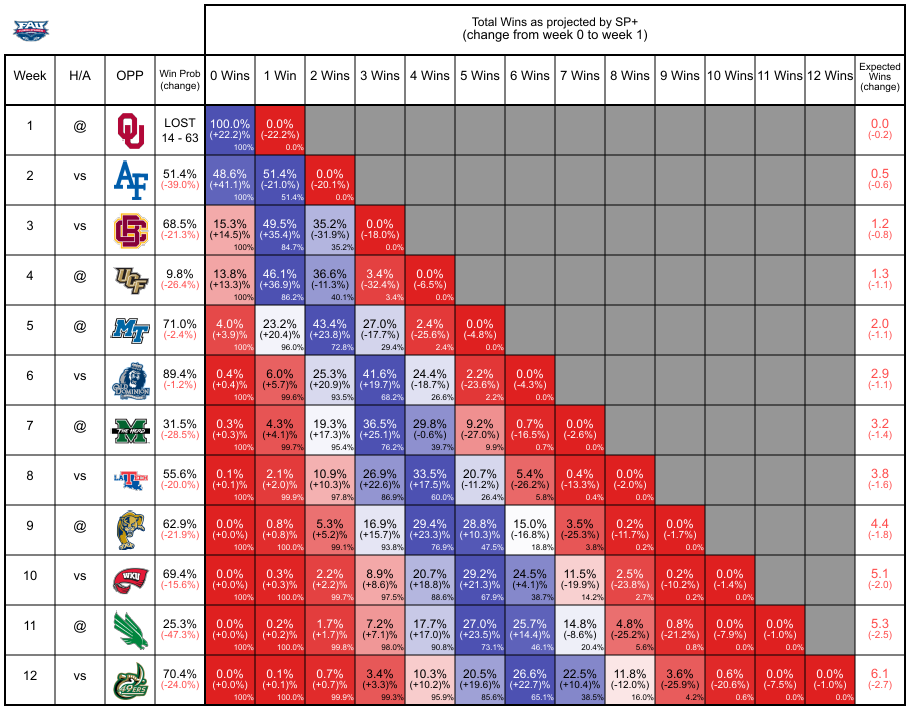 FAU
Total Wins as projected by SP+
(change from week 0 to week 1)
Week H/A OPP Win Prob (change) 0 Wins 1 Win 2 Wins 3 Wins 4 Wins 5 Wins 6 Wins 7 Wins 8 Wins 9 Wins 10 Wins 11 Wins 12 Wins Expected Wins (change)
1 @ OU LOST 100.0% 0.0% 0.0
14 - 63 (+22.2)% (-22.2%) (-0.2)
100% 0.0%
2 vs AF 51.4% 48.6% 51.4% 0.0% 0.5
(-39.0%) (+41.1)% (-21.0%) (-20.1%) (-0.6)
100% 51.4% 0.0%
3 vs BC 68.5% 15.3% 49.5% 35.2% 0.0% 1.2
(-21.3%) (+14.5)% (+35.4)% (-31.9%) (-18.0%) (-0.8)
100% 84.7% 35.2% 0.0%
4 @ UCF 9.8% 13.8% 46.1% 36.6% 3.4% 0.0% 1.3
(-26.4%) (+13.3)% (+36.9)% (-11.3%) (-32.4%) (-6.5%) (-1.1)
100% 86.2% 40.1% 3.4% 0.0%
5 @ MT 71.0% 4.0% 23.2% 43.4% 27.0% 2.4% 0.0% 2.0
(-2.4%) (+3.9)% (+20.4)% (+23.8)% (-17.7%) (-25.6%) (-4.8%) (-1.1)
100% 96.0% 72.8% 29.4% 2.4% 0.0%
6 vs OLD DOMINION 89.4% 0.4% 6.0% 25.3% 41.6% 24.4% 2.2% 0.0% 2.9
(-1.2%) (+0.4)% (+5.7)% (+20.9)% (+19.7)% (-18.7%) (-23.6%) (-4.3%) (-1.1)
100% 99.6% 93.5% 68.2% 26.6% 2.2% 0.0%
7 @ M THE HERD 31.5% 0.3% 4.3% 19.3% 36.5% 29.8% 9.2% 0.7% 0.0% 3.2
(-28.5%) (+0.3)% (+4.1)% (+17.3)% (+25.1)% (-0.6%) (-27.0%) (-16.5%) (-2.6%) (-1.4)
100% 99.7% 95.4% 76.2% 39.7% 9.9% 0.7% 0.0%
8 vs LA TECH 55.6% 0.1% 2.1% 10.9% 26.9% 33.5% 20.7% 5.4% 0.4% 0.0% 3.8
(-20.0%) (+0.1)% (+2.0)% (+10.3)% (+22.6)% (+17.5)% (-11.2%) (-26.2%) (-13.3%) (-2.0%) (-1.6)
100% 99.9% 97.8% 86.9% 60.0% 26.4% 5.8% 0.4% 0.0%
9 @ 62.9% 0.0% 0.8% 5.3% 16.9% 29.4% 28.8% 15.0% 3.5% 0.2% 0.0% 4.4
(-21.9%) (+0.0)% (+0.8)% (+5.2)% (+15.7)% (+23.3)% (+10.3)% (-16.8%) (-25.3%) (-11.7%) (-1.7%) (-1.8)
100% 100.0% 99.1% 93.8% 76.9% 47.5% 18.8% 3.8% 0.2% 0.0%
10 vs WKU 69.4% 0.0% 0.3% 2.2% 8.9% 20.7% 29.2% 24.5% 11.5% 2.5% 0.2% 0.0% 5.1
(-15.6%) (+0.0)% (+0.3)% (+2.2)% (+8.6)% (+18.8)% (+21.3)% (+4.1)% (-19.9%) (-23.8%) (-10.2%) (-1.4%) (-2.0)
100% 100.0% 99.7% 97.5% 88.6% 67.9% 38.7% 14.2% 2.7% 0.2% 0.0%
11 @ 25.3% 0.0% 0.2% 1.7% 7.2% 17.7% 27.0% 25.7% 14.8% 4.8% 0.8% 0.0% 0.0% 5.3
(-47.3%) (+0.0)% (+0.2)% (+1.7)% (+7.1)% (+17.0)% (+23.5)% (+14.4)% (-8.6%) (-25.2%) (-21.2%) (-7.9%) (-1.0%) (-2.5)
100% 100.0% 99.8% 98.0% 90.8% 73.1% 46.1% 20.4% 5.6% 0.8% 0.0% 0.0%
12 vs 49ERS 70.4% 0.0% 0.1% 0.7% 3.4% 10.3% 20.5% 26.6% 22.5% 11.8% 3.6% 0.6% 0.0% 0.0% 6.1
(-24.0%) (+0.0)% (+0.1)% (+0.7)% (+3.3)% (+10.2)% (+19.6)% (+22.7)% (+10.4)% (-12.0%) (-25.9%) (-20.6%) (-7.5%) (-1.0%) (-2.7)
100% 100.0% 99.9% 99.3% 95.9% 85.6% 65.1% 38.5% 16.0% 4.2% 0.6% 0.0% 0.0%